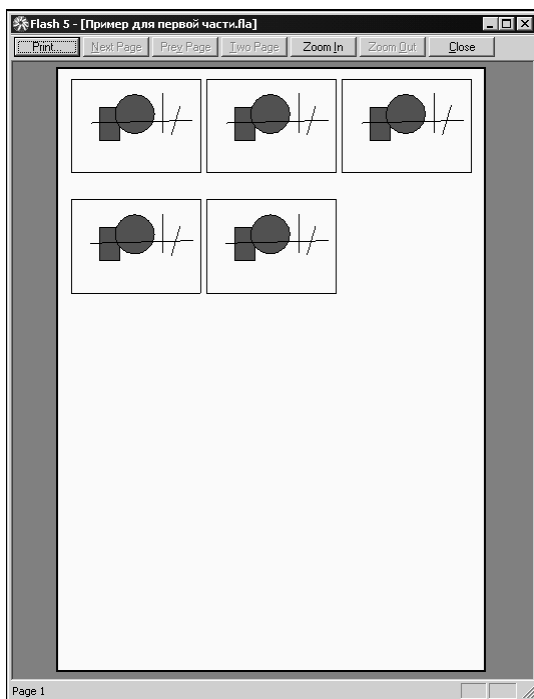 Flash 5 - [Пример для первой части.fla]
Print... Next Page Prev Page Two Page Zoom In Zoom Out Close
Page 1